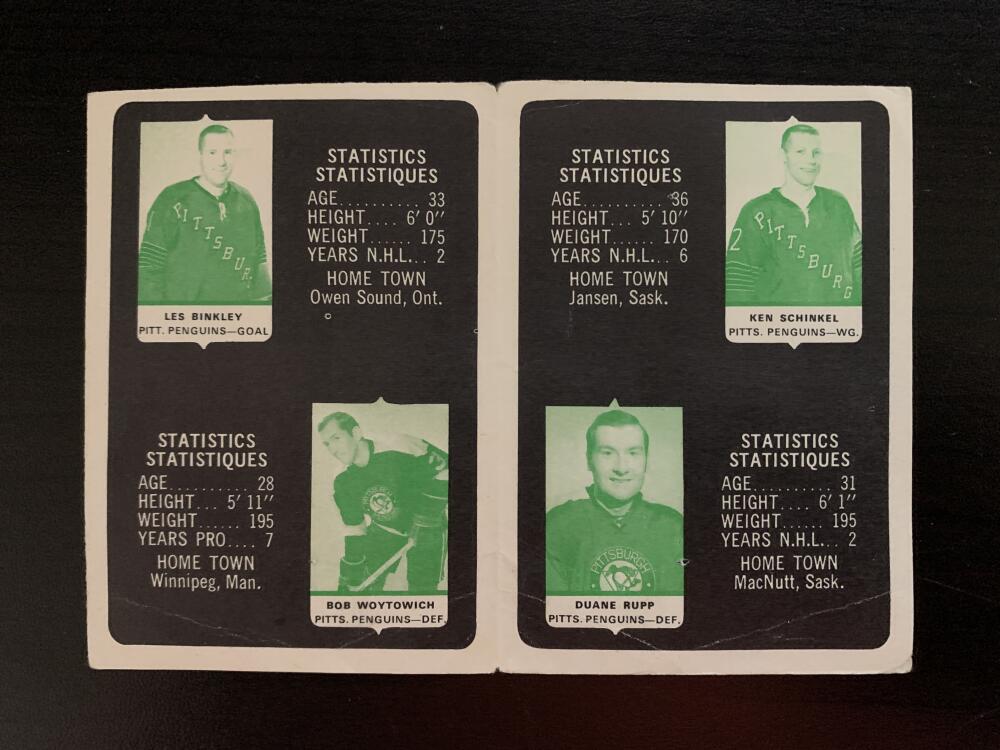 PITTSBURG
LES BINKLEY
PITT. PENGUINS—GOAL
STATISTICS
STATISTIQUES
AGE.......... 33
HEIGHT.... 6' 0"
WEIGHT...... 175
YEARS N.H.L... 2
HOME TOWN
Owen Sound, Ont.
STATISTICS
STATISTIQUES
AGE.......... 28
HEIGHT... 5' 11"
WEIGHT...... 195
YEARS PRO.... 7
HOME TOWN
Winnipeg, Man.
BOB WOYTOWICH
PITTS. PENGUINS—DEF.
STATISTICS
STATISTIQUES
AGE.......... 36
HEIGHT... 5' 10"
WEIGHT...... 170
YEARS N.H.L... 6
HOME TOWN
Jansen, Sask.
2
PITTSBURG
KEN SCHINKEL
PITTS. PENGUINS—WG.
PITTSBURGH
DUANE RUPP
PITTS. PENGUINS—DEF.
STATISTICS
STATISTIQUES
AGE.......... 31
HEIGHT.... 6' 1"
WEIGHT...... 195
YEARS N.H.L... 2
HOME TOWN
MacNutt, Sask.